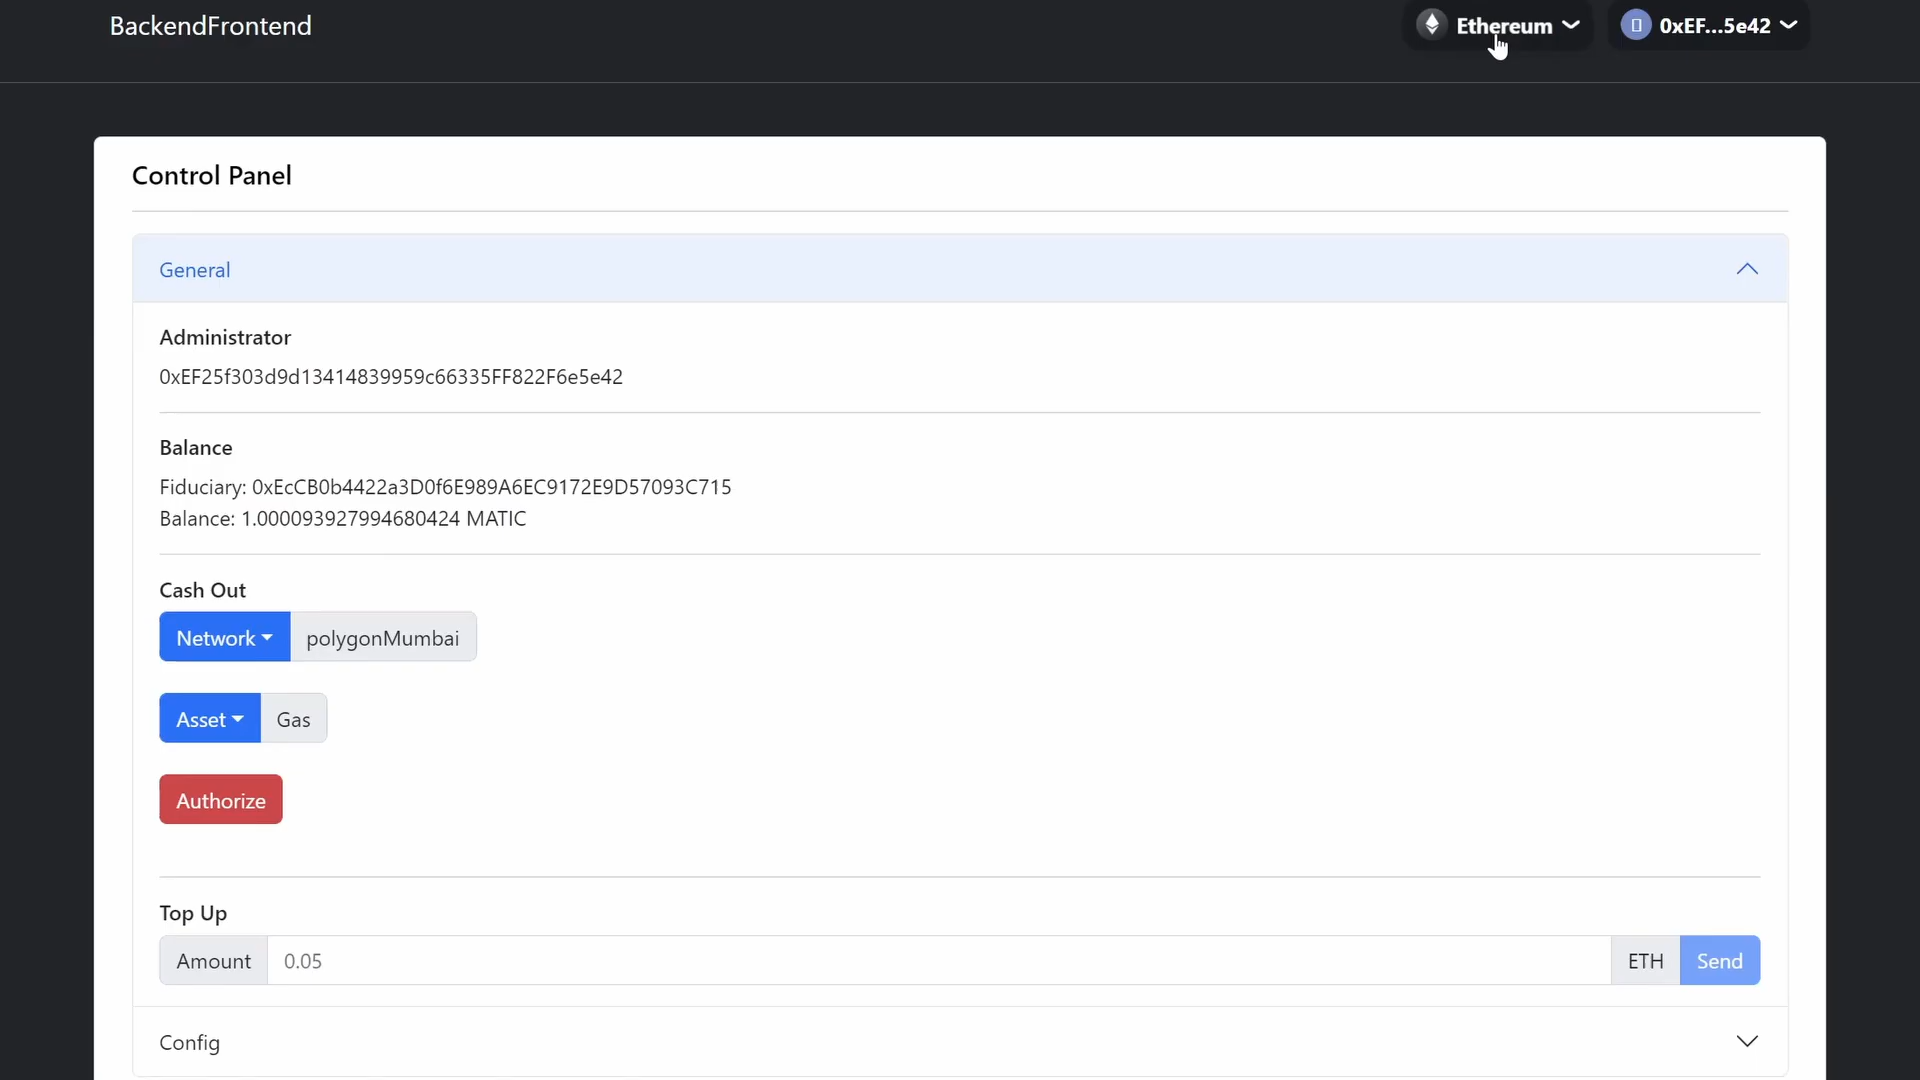 BackendFrontend
Ethereum
0xEF...5e42
Control Panel
General
Administrator
0xEF25f303d9d13414839959c66335FF822F6e5e42
Balance
Fiduciary: 0xEcCB0b4422a3D0f6E989A6EC9172E9D57093C715
Balance: 1.000093927994680424 MATIC
Cash Out
Network polygonMumbai
Asset Gas
Authorize
Top Up
Amount 0.05 ETH Send
Config